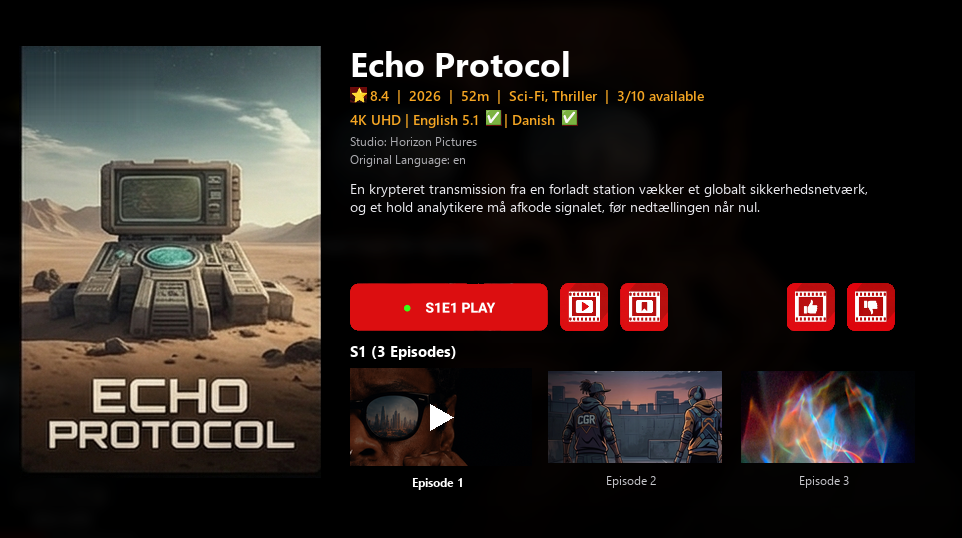 ECHO
PROTOCOL
Echo Protocol
8.4 | 2026 | 52m | Sci-Fi, Thriller | 3/10 available
4K UHD | English 5.1 ✅ | Danish ✅
Studio: Horizon Pictures
Original Language: en
En krypteret transmission fra en forladt station vækker et globalt sikkerhedsnetværk,
og et hold analytikere må afkode signalet, før nedtællingen når nul.
S1E1 PLAY
S1 (3 Episodes)
CGR
Episode 1
Episode 2
Episode 3